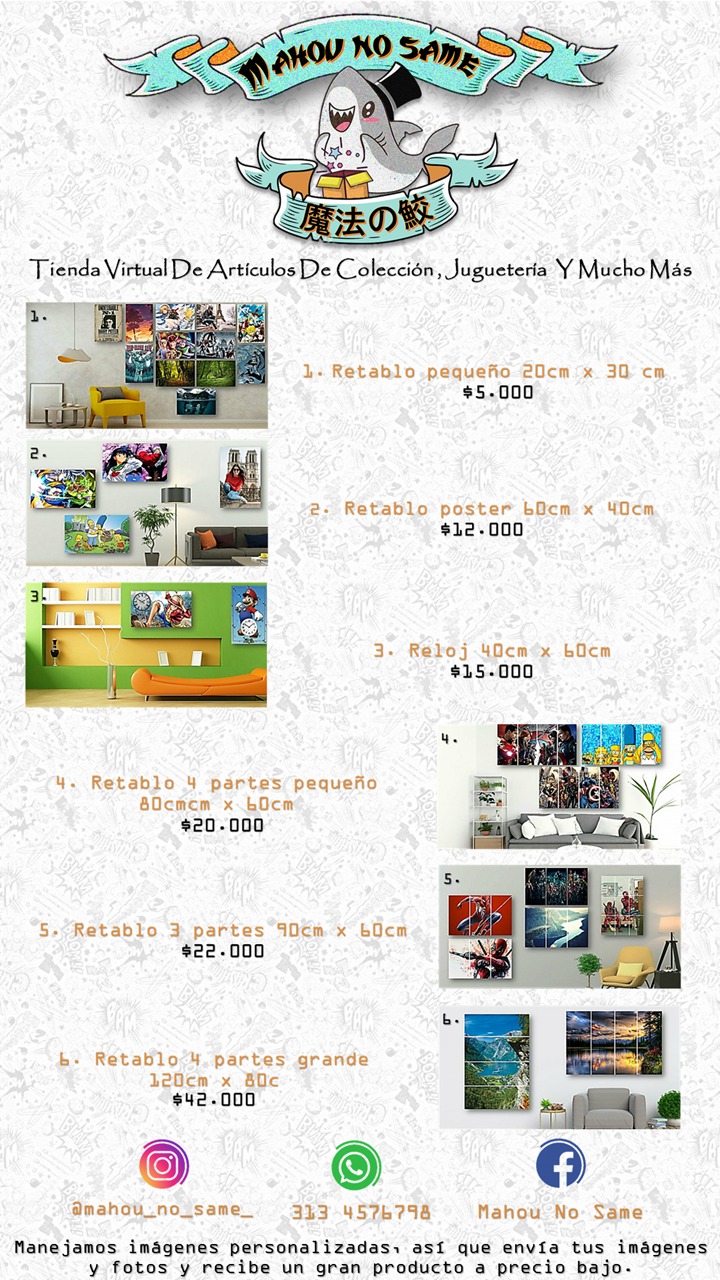 MAHOU NO SAME
魔法の鮫
Tienda Virtual De Artículos De Colección, Juguetería Y Mucho Más
1.
1. Retablo pequeño 20cm x 30 cm
$5.000
2.
2. Retablo poster 60cm x 40cm
$12.000
3.
3. Reloj 40cm x 60cm
$15.000
4.
4. Retablo 4 partes pequeño
80cmcm x 60cm
$20.000
5.
5. Retablo 3 partes 90cm x 60cm
$22.000
6.
6. Retablo 4 partes grande
120cm x 80c
$42.000
@mahou_no_same_
313 4576798
Mahou No Same
Manejamos imágenes personalizadas, así que envía tus imágenes
y fotos y recibe un gran producto a precio bajo.